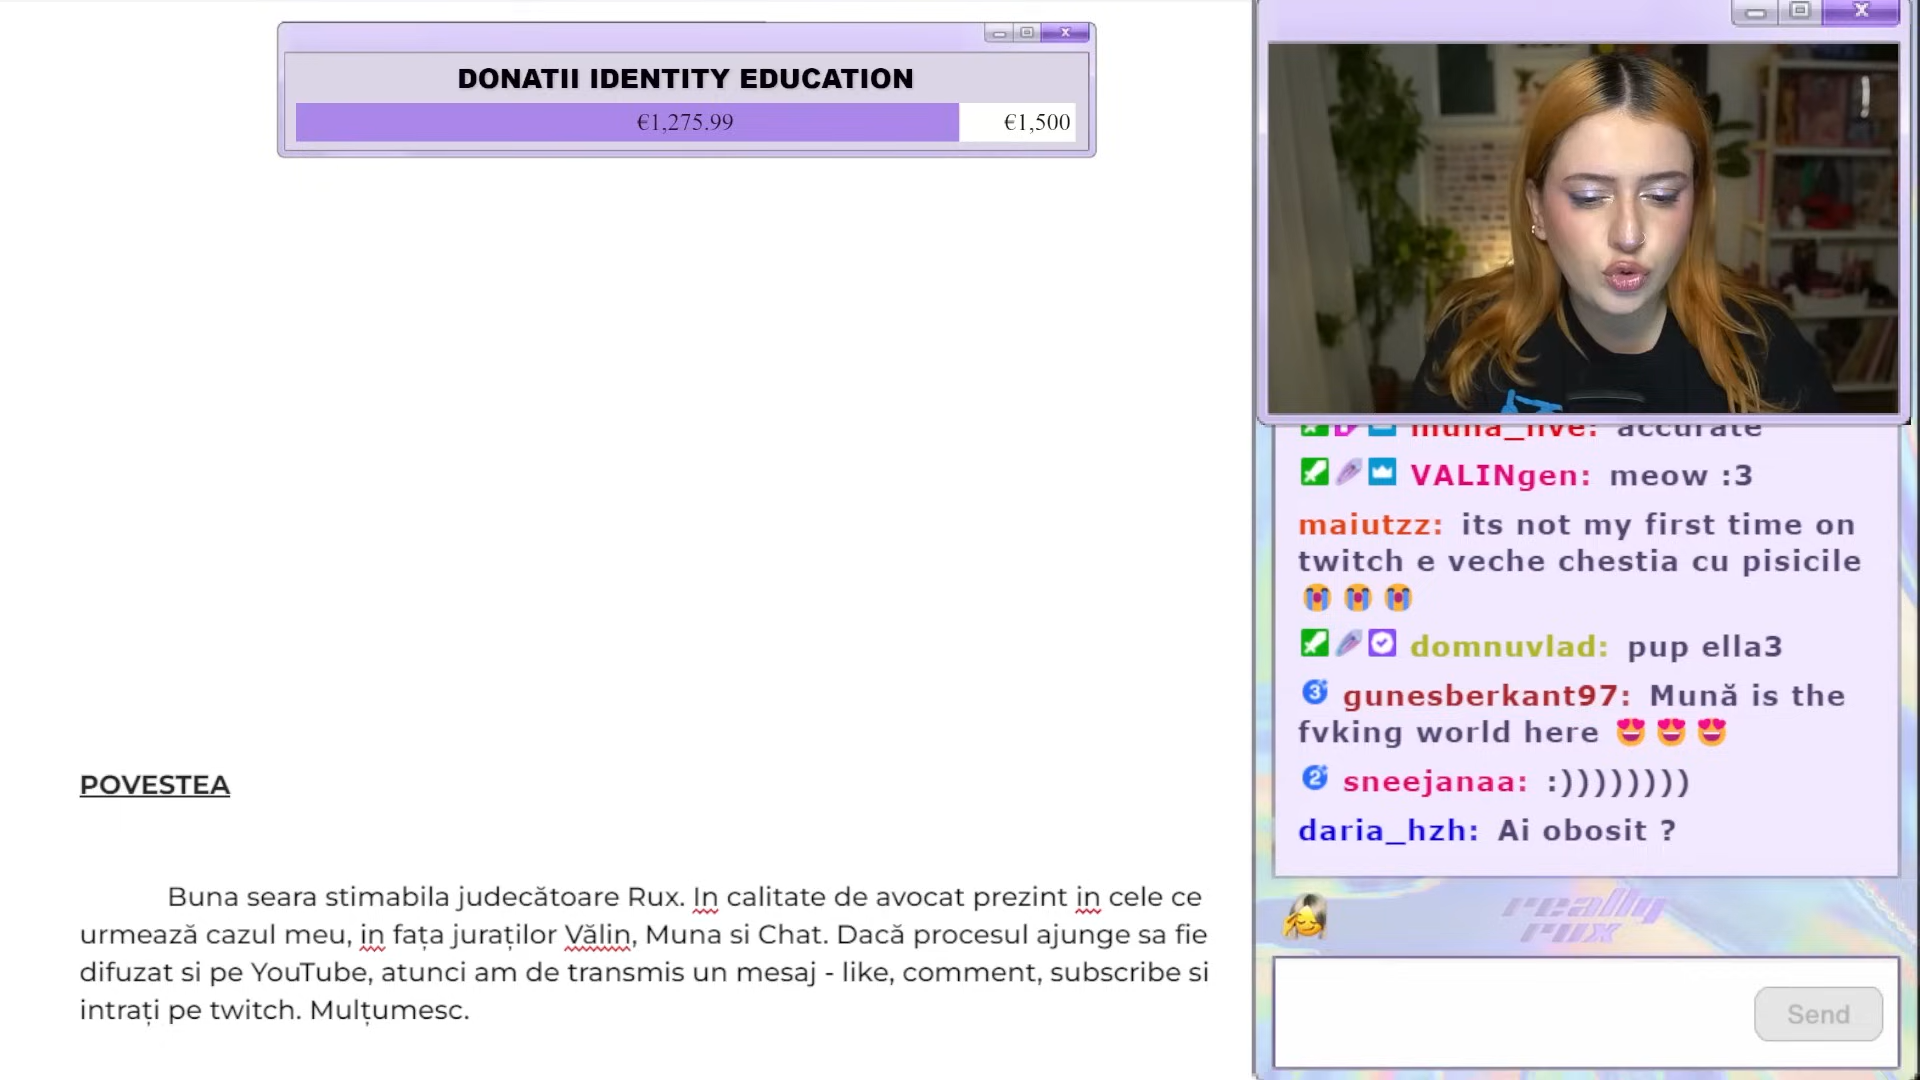 DONATII IDENTITY EDUCATION
€1,275.99
€1,500
POVESTEA
Buna seara stimabila judecătoare Rux. In calitate de avocat prezint in cele ce
urmează cazul meu, in fața juraților Vălin, Muna si Chat. Dacă procesul ajunge sa fie
difuzat si pe YouTube, atunci am de transmis un mesaj - like, comment, subscribe si
intrați pe twitch. Mulțumesc.
muna_live: accurate
VALINgen: meow :3
maiutzz: its not my first time on
twitch e veche chestia cu pisicile
domnuvlad: pup ella3
gunesberkant97: Mună is the
fvking world here
sneejanaa: :))))))))
daria_hzh: Ai obosit ?
really
rux
Send